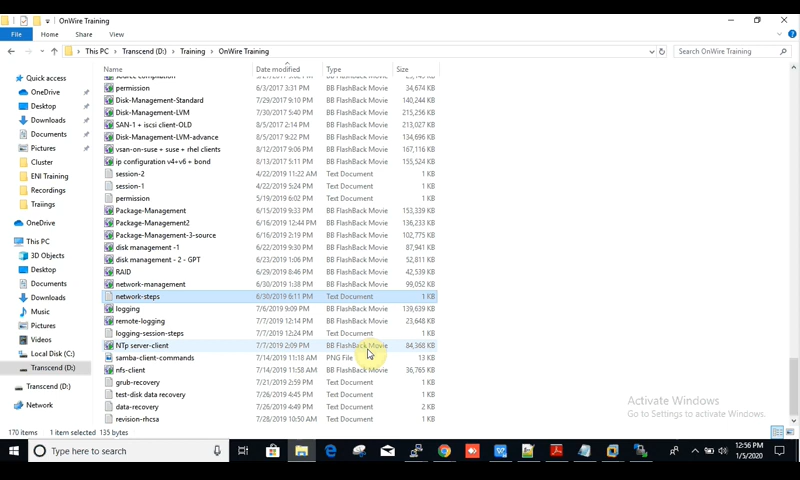 OnWire Training
File Home Share View
This PC Transcend (D:) Training OnWire Training
Search OnWire Training
Name Date modified Type Size
Quick access
OneDrive
Desktop
Downloads
Documents
Pictures
Cluster
ENI Training
Recordings
Traiings
OneDrive
This PC
3D Objects
Desktop
Documents
Downloads
Music
Pictures
Videos
Local Disk (C:)
Transcend (D:)
Transcend (D:)
Network
permission 6/3/2017 3:31 PM BB FlashBack Movie 34,674 KB
Disk-Management-Standard 7/29/2017 9:10 PM BB FlashBack Movie 140,244 KB
Disk-Management-LVM 7/30/2017 5:40 PM BB FlashBack Movie 215,256 KB
SAN-1 + iscsi client-OLD 8/5/2017 2:14 PM BB FlashBack Movie 213,027 KB
Disk-Management-LVM-advance 8/5/2017 9:22 PM BB FlashBack Movie 134,696 KB
vsan-on-suse + suse + rhel clients 8/12/2017 9:06 PM BB FlashBack Movie 167,116 KB
ip configuration v4+v6 + bond 8/13/2017 5:11 PM BB FlashBack Movie 155,524 KB
session-2 4/22/2019 11:22 AM Text Document 1 KB
session-1 4/22/2019 5:24 PM Text Document 1 KB
permission 5/19/2019 6:02 PM Text Document 1 KB
Package-Management 6/15/2019 9:33 PM BB FlashBack Movie 153,339 KB
Package-Management2 6/16/2019 12:44 PM BB FlashBack Movie 136,233 KB
Package-Management-3-source 6/16/2019 2:19 PM BB FlashBack Movie 102,775 KB
disk management -1 6/22/2019 9:30 PM BB FlashBack Movie 87,941 KB
disk management - 2 - GPT 6/23/2019 1:06 PM BB FlashBack Movie 52,811 KB
RAID 6/29/2019 8:46 PM BB FlashBack Movie 42,539 KB
network-management 6/30/2019 1:38 PM BB FlashBack Movie 99,052 KB
network-steps 6/30/2019 6:11 PM Text Document 1 KB
logging 7/6/2019 9:09 PM BB FlashBack Movie 139,639 KB
remote-logging 7/7/2019 12:14 PM BB FlashBack Movie 23,648 KB
logging-session-steps 7/7/2019 12:24 PM Text Document 1 KB
NTp server-client 7/7/2019 2:09 PM BB FlashBack Movie 84,368 KB
samba-client-commands 7/14/2019 11:18 AM PNG File 13 KB
nfs-client 7/14/2019 11:58 AM BB FlashBack Movie 36,765 KB
grub-recovery 7/21/2019 2:59 PM Text Document 1 KB
test-disk data recovery 7/26/2019 4:45 PM Text Document 1 KB
data-recovery 7/26/2019 4:49 PM Text Document 2 KB
revision-rhcsa 7/28/2019 10:50 AM Text Document 1 KB
Activate Windows
Go to Settings to activate Windows.
170 items 1 item selected 135 bytes
Type here to search
12:56 PM
1/5/2020